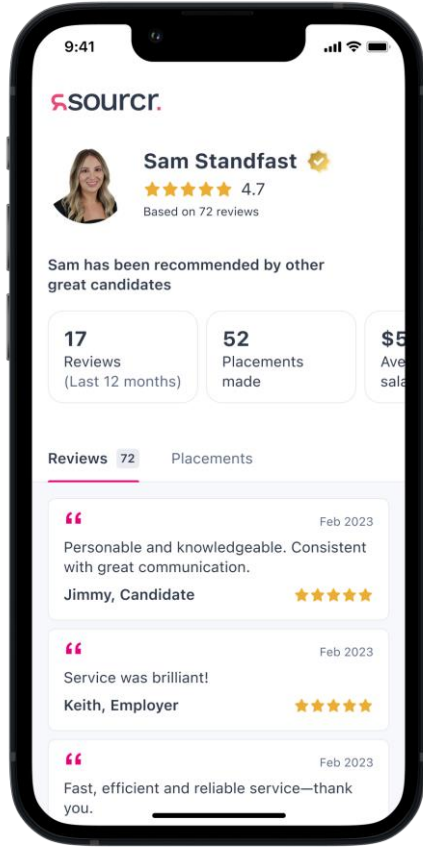 9:41
sourcr.
Sam Standfast
4.7
Based on 72 reviews
Sam has been recommended by other
great candidates
17
Reviews
(Last 12 months)
52
Placements
made
$5
Ave
sala
Reviews 72
Placements
“
Feb 2023
Personable and knowledgeable. Consistent
with great communication.
Jimmy, Candidate
“
Feb 2023
Service was brilliant!
Keith, Employer
“
Feb 2023
Fast, efficient and reliable service—thank
you.